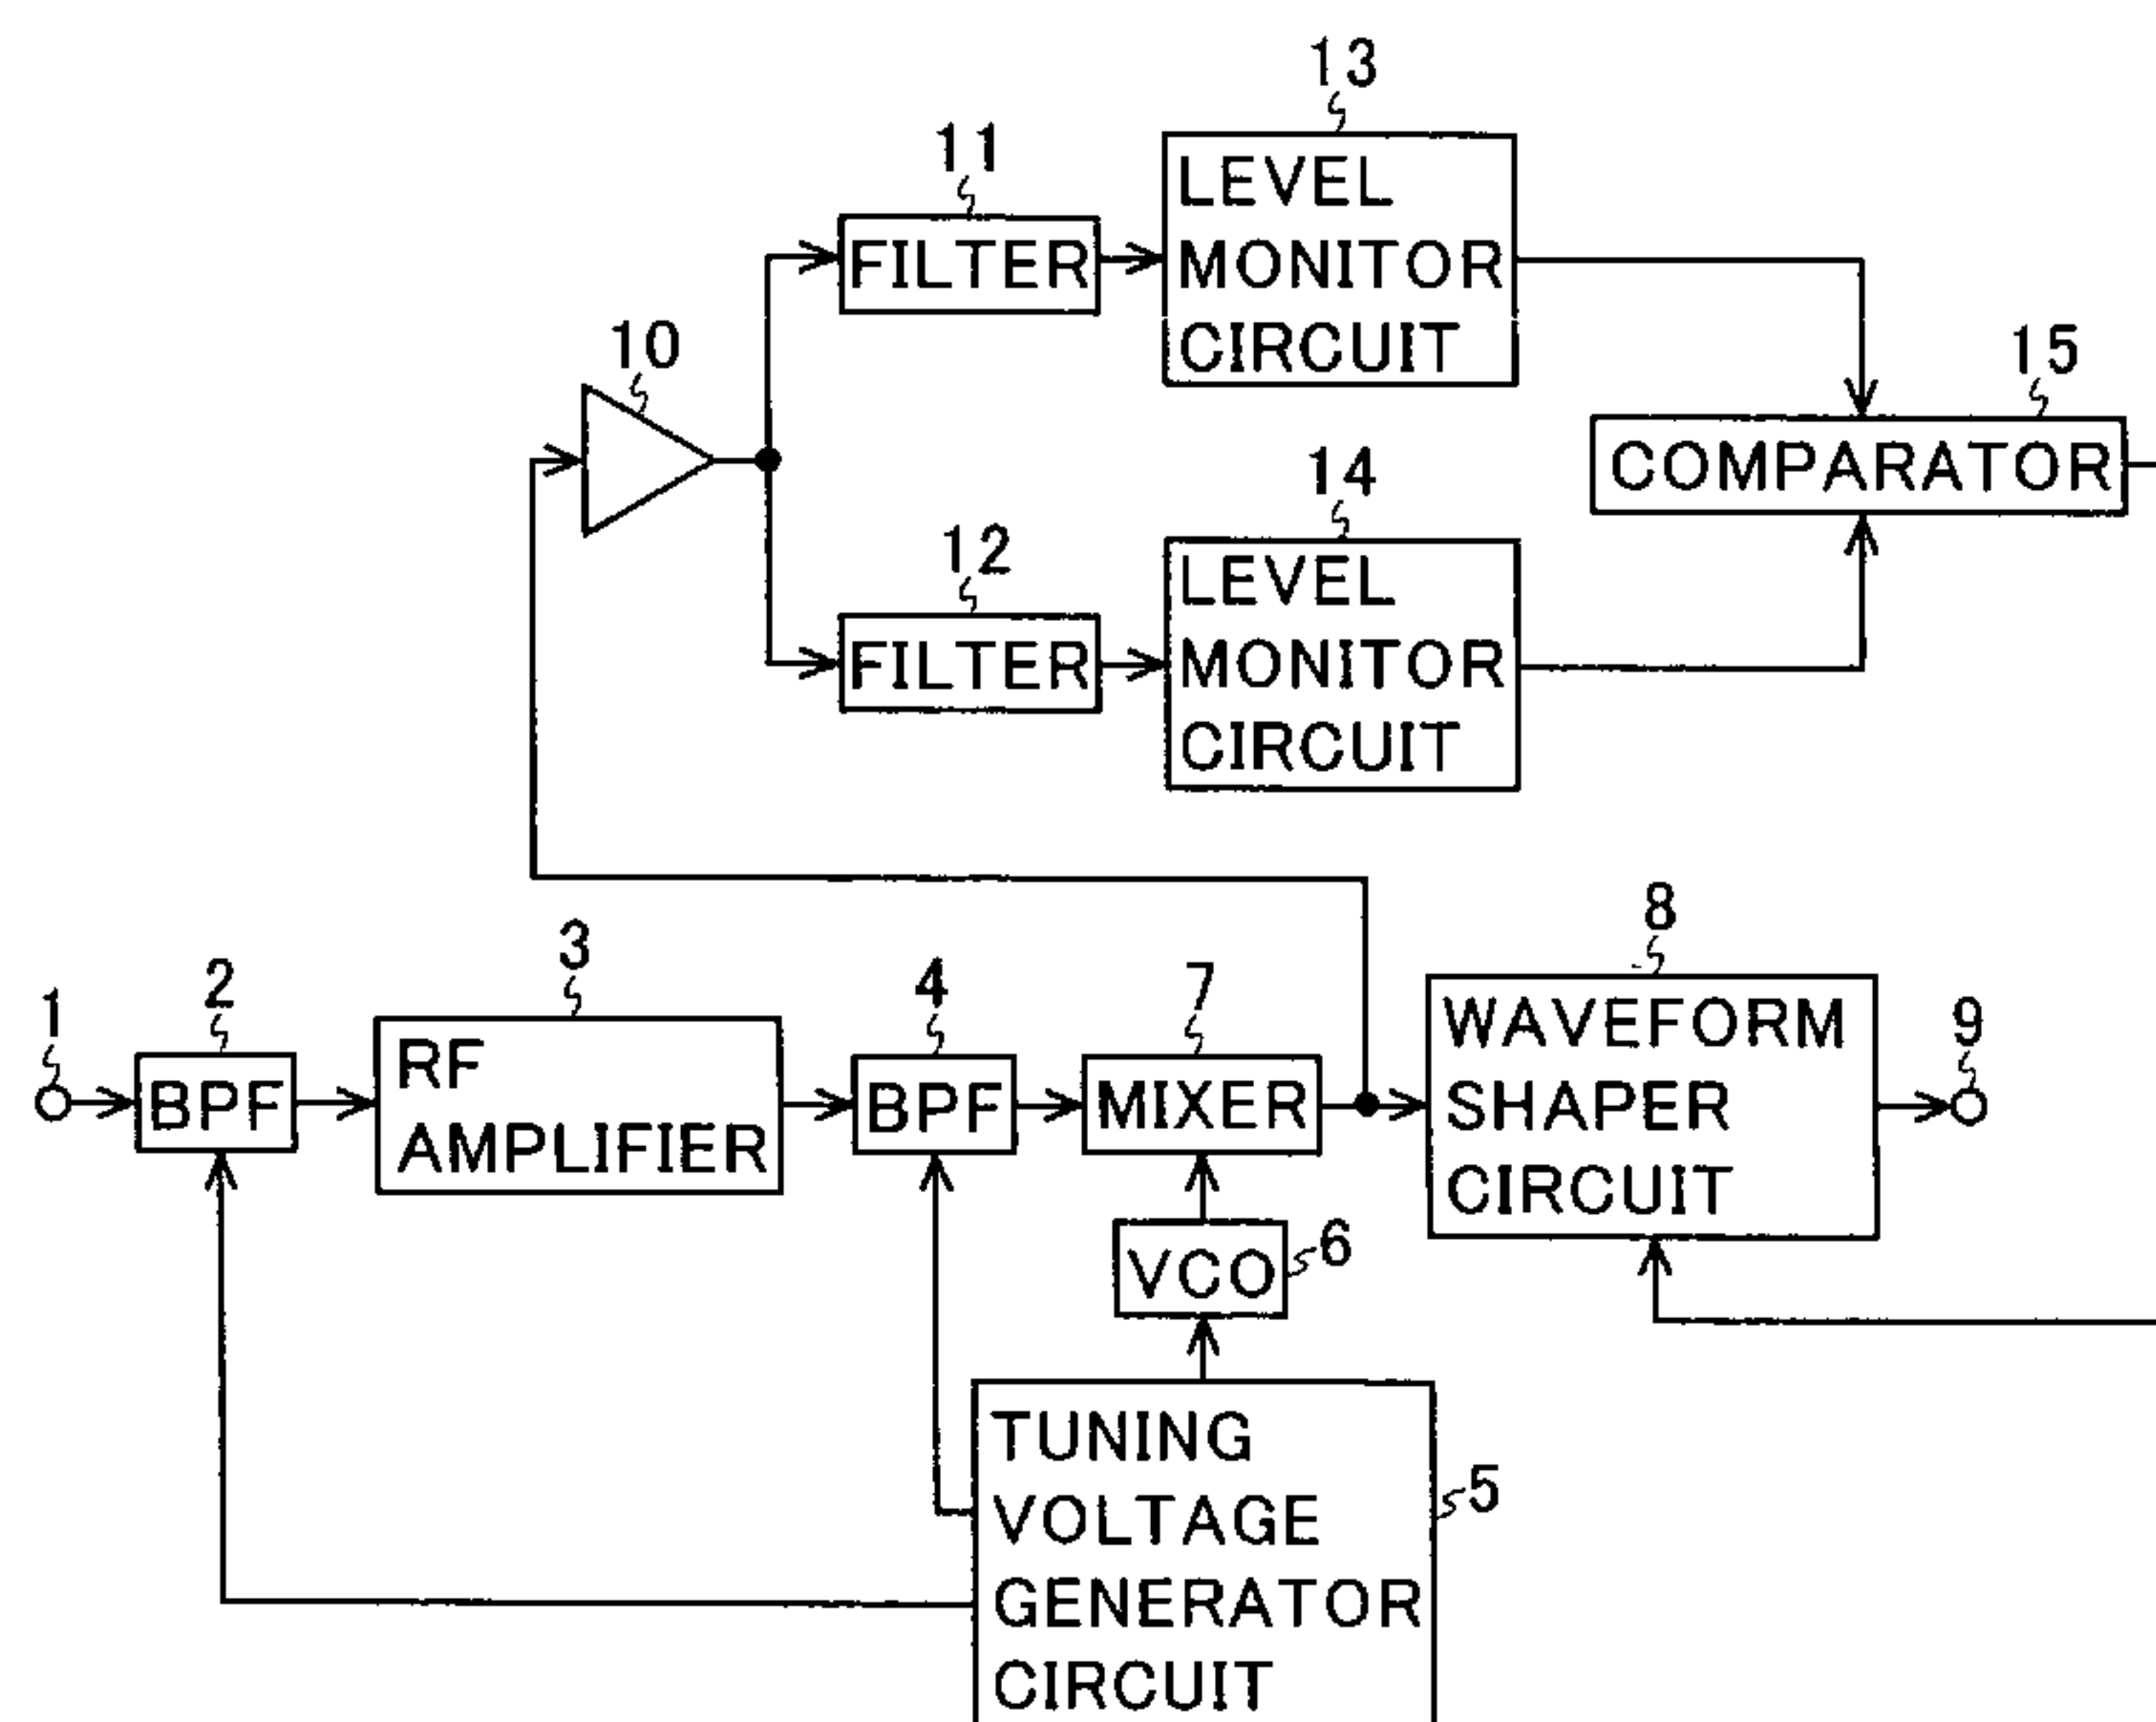 13
11
LEVEL
MONITOR
CIRCUIT
FILTER
10
15
COMPARATOR
14
12
LEVEL
MONITOR
CIRCUIT
FILTER
8
3
2
4
7
1
9
BPF
RF
AMPLIFIER
BPF
MIXER
WAVEFORM
SHAPER
CIRCUIT
VCO
6
TUNING
VOLTAGE
GENERATOR
CIRCUIT
5